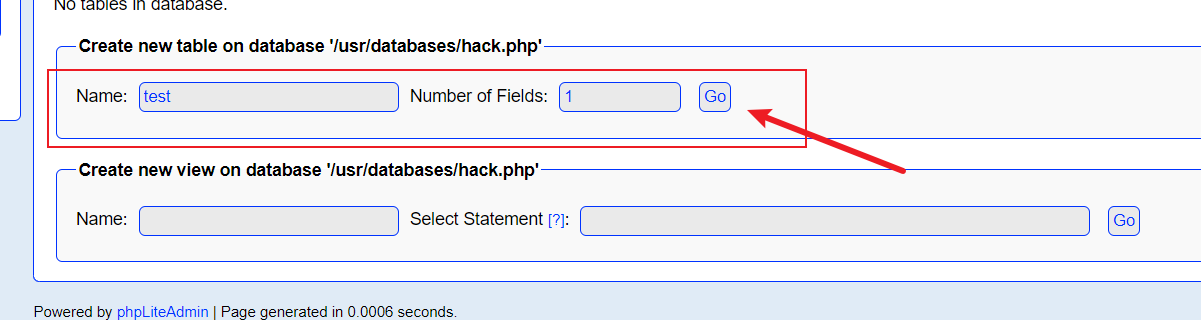 No tables in database.
Create new table on database '/usr/databases/hack.php'
Name: test Number of Fields: 1 Go
Create new view on database '/usr/databases/hack.php'
Name: Select Statement [?]: Go
Powered by phpLiteAdmin | Page generated in 0.0006 seconds.